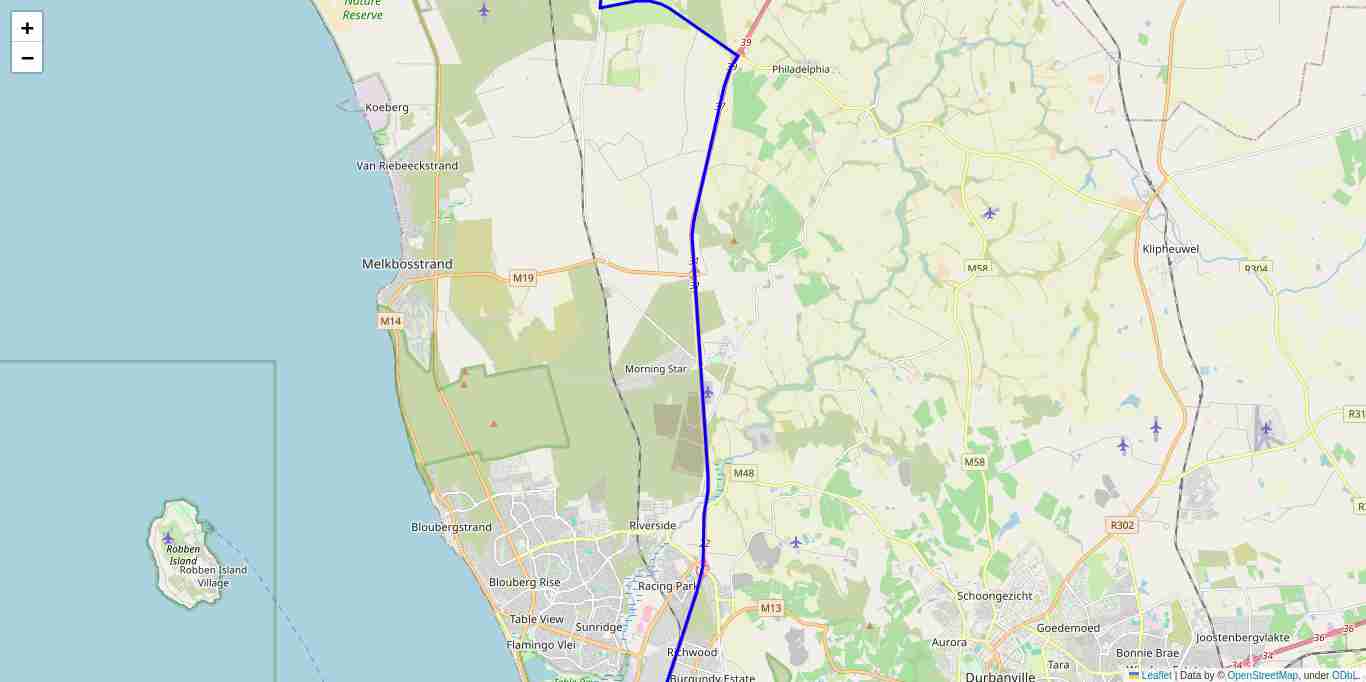 +
−
Nature
Reserve
39
39
Philadelphia
37
Koeberg
Van Riebeeckstrand
Klipheuwel
Melkbosstrand
M19
M58
R304
M14
Morning Star
R31
M48
M58
R302
Bloubergstrand
Riverside
Robben
Island
Robben Island
Village
Blouberg Rise
Racing Park
Schoongezicht
M13
Table View
Sunridge
Goedemoed
Aurora
Joostenbergvlakte
36
36
Flamingo Vlei
Richwood
Bonnie Brae
34
34
Tara
Burgundy Estate
Durbanville
Leaflet | Data by © OpenStreetMap, under ODbL.